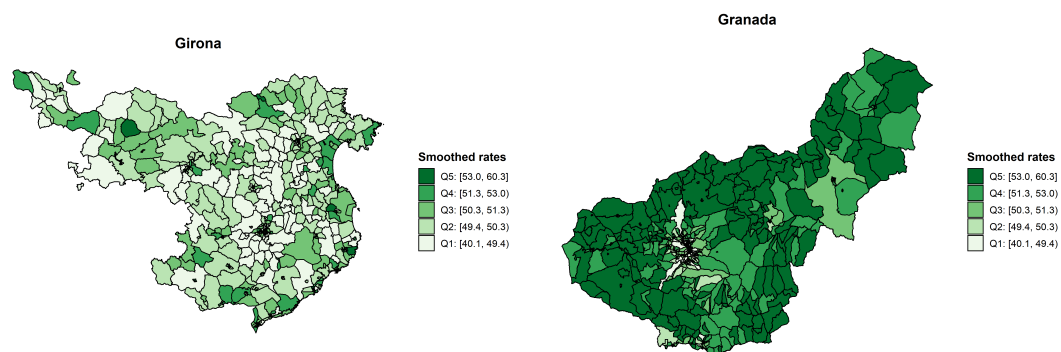 Girona
Smoothed rates
Q5: [53.0, 60.3]
Q4: [51.3, 53.0)
Q3: [50.3, 51.3)
Q2: [49.4, 50.3)
Q1: [40.1, 49.4)
Granada
Smoothed rates
Q5: [53.0, 60.3]
Q4: [51.3, 53.0)
Q3: [50.3, 51.3)
Q2: [49.4, 50.3)
Q1: [40.1, 49.4)